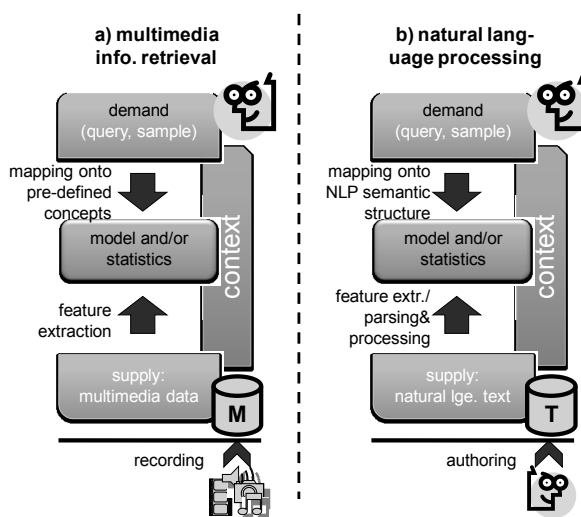 a) multimedia
info. retrieval
demand
(query, sample)
mapping onto
pre-defined
concepts
model and/or
statistics
context
feature
extraction
supply:
multimedia data
M
recording
b) natural lang-
uage processing
demand
(query, sample)
mapping onto
NLP semantic
structure
model and/or
statistics
context
feature extr./
parsing&
processing
supply:
natural lge. text
T
authoring